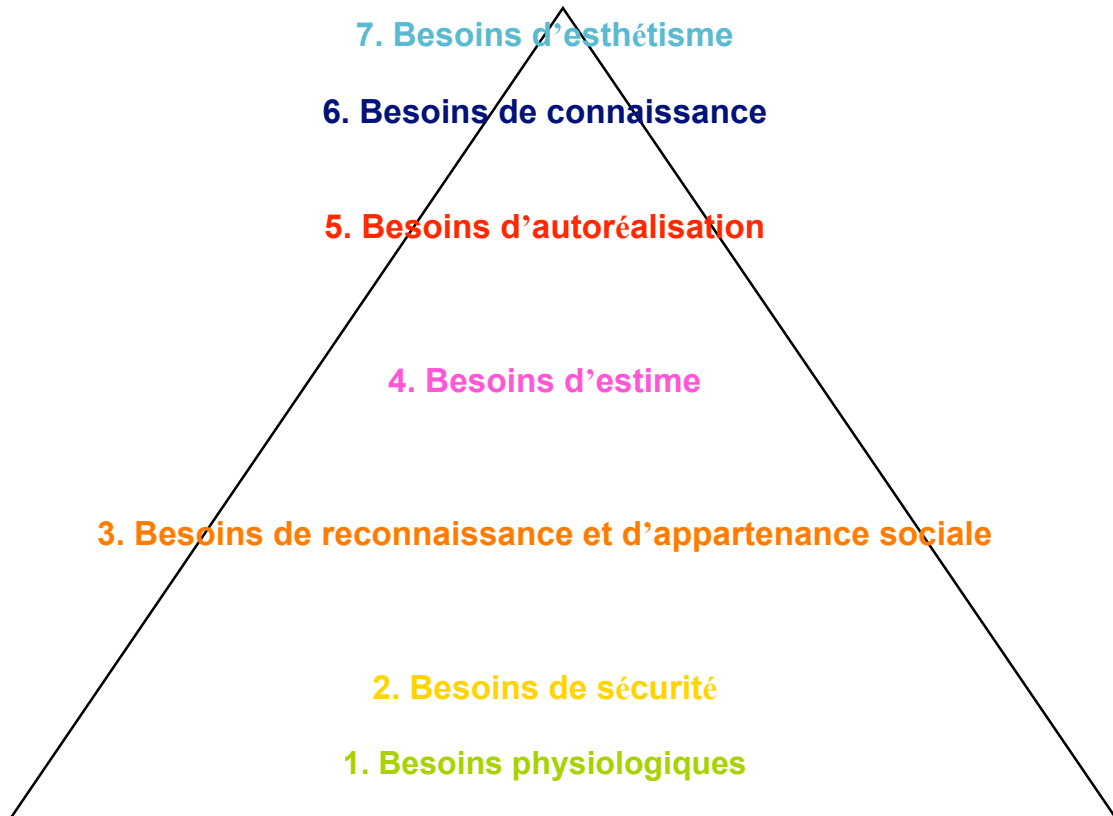 7. Besoins d’esthétisme
6. Besoins de connaissance
5. Besoins d’autoréalisation
4. Besoins d’estime
3. Besoins de reconnaissance et d’appartenance sociale
2. Besoins de sécurité
1. Besoins physiologiques